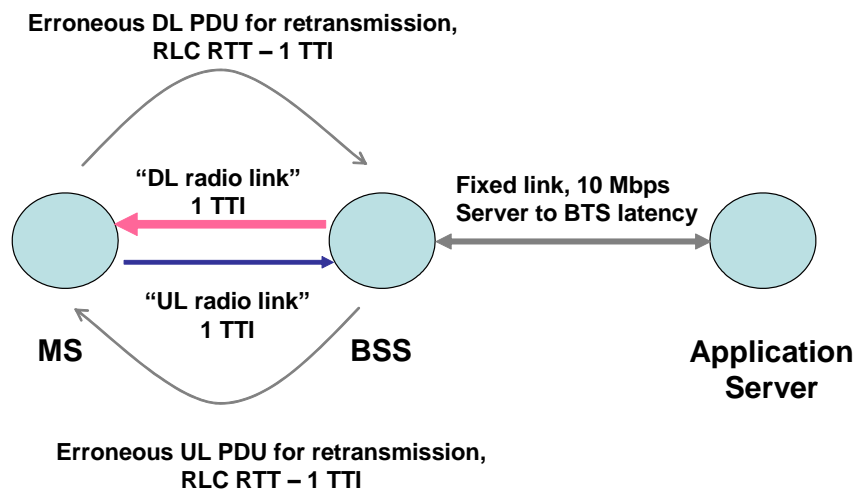 Erroneous DL PDU for retransmission,
RLC RTT – 1 TTI
“DL radio link”
1 TTI
Fixed link, 10 Mbps
Server to BTS latency
“UL radio link”
1 TTI
MS
BSS
Application
Server
Erroneous UL PDU for retransmission,
RLC RTT – 1 TTI